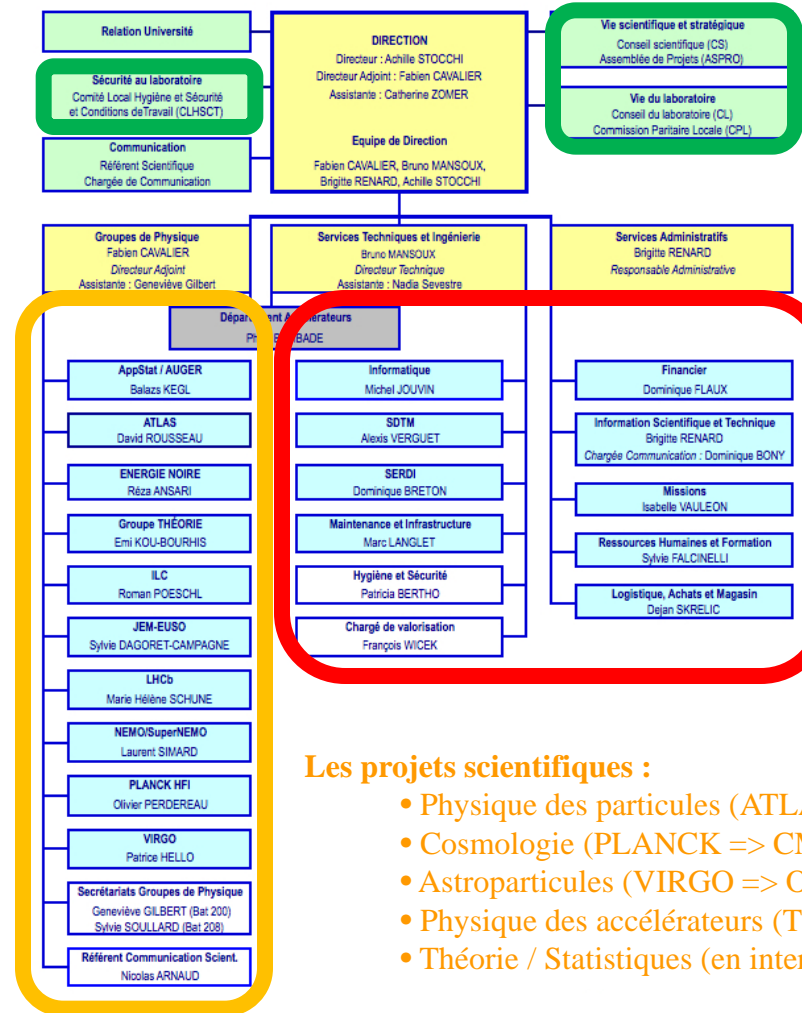 Relation Université
Sécurité au laboratoire
Comité Local Hygiène et Sécurité
et Conditions deTravail (CLHSCT)
Communication
Référent Scientifique
Chargée de Communication
DIRECTION
Directeur : Achille STOCCHI
Directeur Adjoint : Fabien CAVALIER
Assistante : Catherine ZOMER
Equipe de Direction
Fabien CAVALIER, Bruno MANSOUX,
Brigitte RENARD, Achille STOCCHI
Vie scientifique et stratégique
Conseil scientifique (CS)
Assemblée de Projets (ASPRO)
Vie du laboratoire
Conseil du laboratoire (CL)
Commission Paritaire Locale (CPL)
Groupes de Physique
Fabien CAVALIER
Directeur Adjoint
Assistante : Geneviève Gilbert
Services Techniques et Ingénierie
Bruno MANSOUX
Directeur Technique
Assistante : Nadia Sevestre
Services Administratifs
Brigitte RENARD
Responsable Administrative
AppStat / AUGER
Balazs KEGL
ATLAS
David ROUSSEAU
ENERGIE NOIRE
Réza ANSARI
Groupe THÉORIE
Emi KOU-BOURHIS
ILC
Roman POESCHL
JEM-EUSO
Sylvie DAGORET-CAMPAGNE
LHCb
Marie Hélène SCHUNE
NEMO/SuperNEMO
Laurent SIMARD
PLANCK HFI
Olivier PERDEREAU
VIRGO
Patrice HELLO
Secrétariats Groupes de Physique
Geneviève GILBERT (Bat 200)
Sylvie SOULLARD (Bat 208)
Référent Communication Scient.
Nicolas ARNAUD
Informatique
Michel JOUVIN
SDTM
Alexis VERGUET
SERDI
Dominique BRETON
Maintenance et Infrastructure
Marc LANGLET
Hygiène et Sécurité
Patricia BERTHO
Chargé de valorisation
François WICEK
Financier
Dominique FLAUX
Information Scientifique et Technique
Brigitte RENARD
Chargée Communication : Dominique BONY
Missions
Isabelle VAULEON
Ressources Humaines et Formation
Sylvie FALCINELLI
Logistique, Achats et Magasin
Dejan SKRELIC
Les projets scientifiques :
• Physique des particules (
• Cosmologie (PLANCK =>
• Astroparticules (VIRGO =>
• Physique des accélérateurs (
• Théorie / Statistiques (en